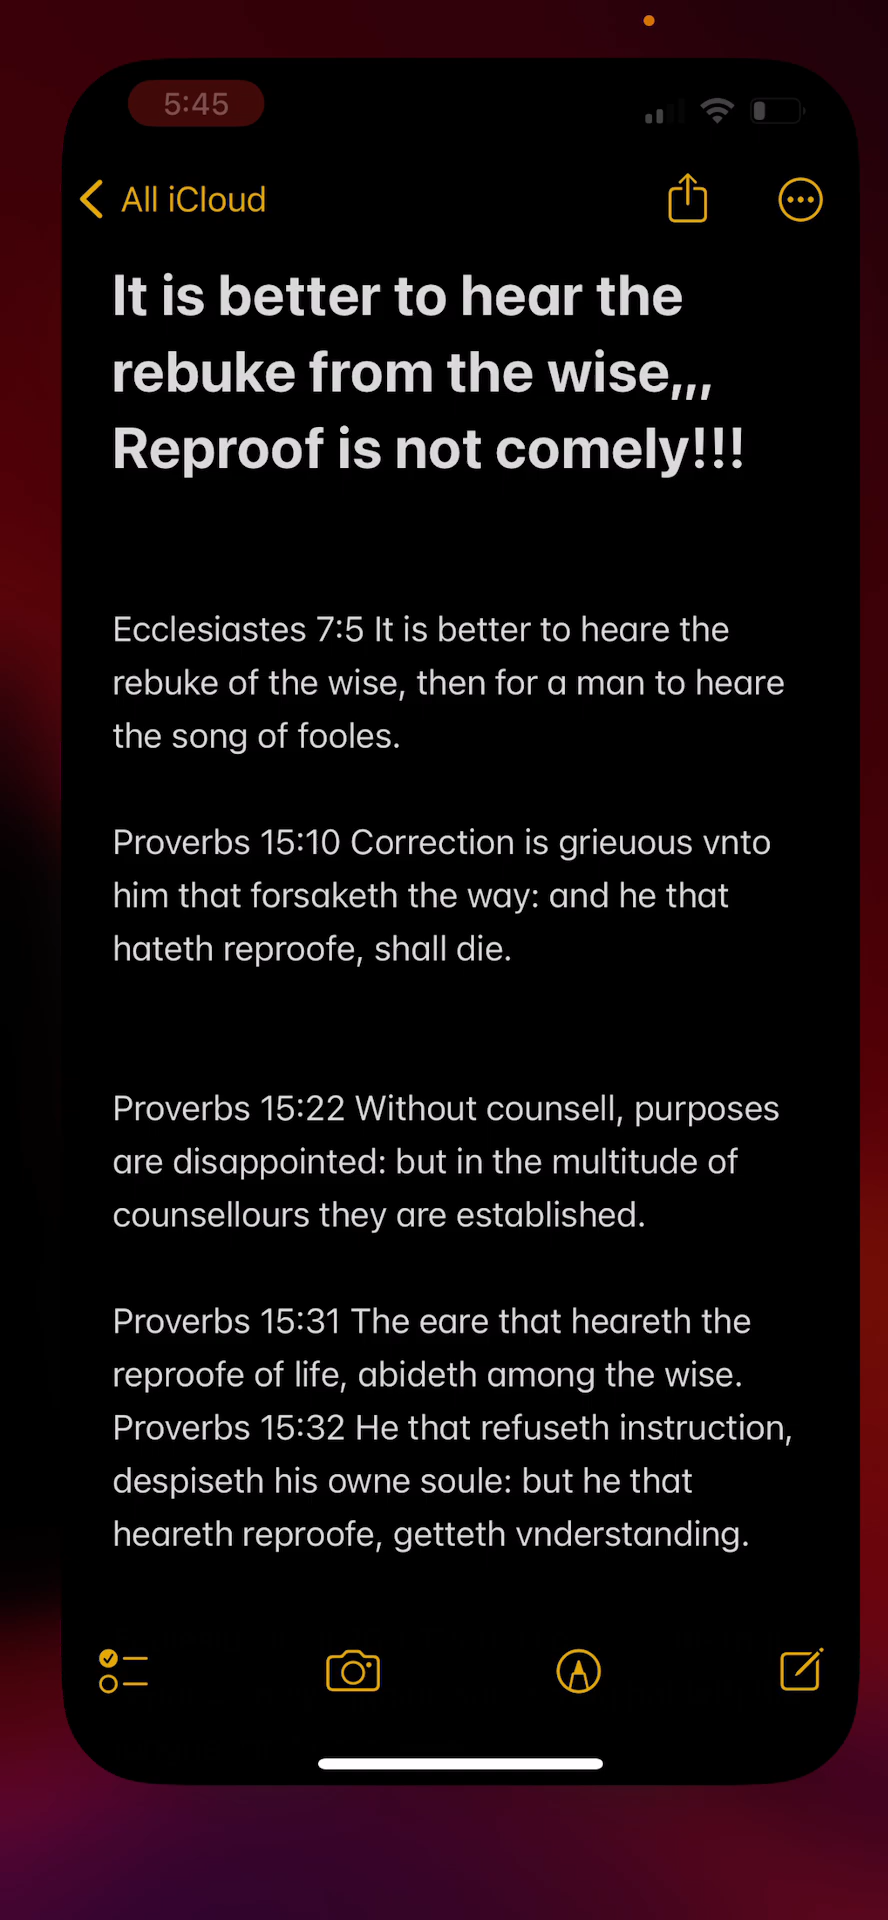 5:45
All iCloud
It is better to hear the
rebuke from the wise,,,
Reproof is not comely!!!
Ecclesiastes 7:5 It is better to heare the
rebuke of the wise, then for a man to heare
the song of fooles.
Proverbs 15:10 Correction is grieuous vnto
him that forsaketh the way: and he that
hateth reproofe, shall die.
Proverbs 15:22 Without counsell, purposes
are disappointed: but in the multitude of
counsellours they are established.
Proverbs 15:31 The eare that heareth the
reproofe of life, abideth among the wise.
Proverbs 15:32 He that refuseth instruction,
despiseth his owne soule: but he that
heareth reproofe, getteth vnderstanding.